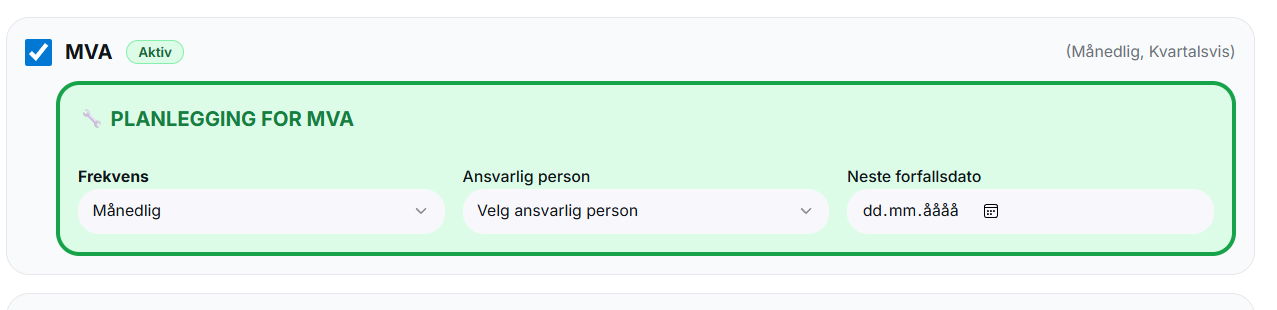 MVA Aktiv (Månedlig, Kvartalsvis)
PLANLEGGING FOR MVA
Frekvens Ansvarlig person Neste forfallsdato
Månedlig Velg ansvarlig person dd.mm.åååå